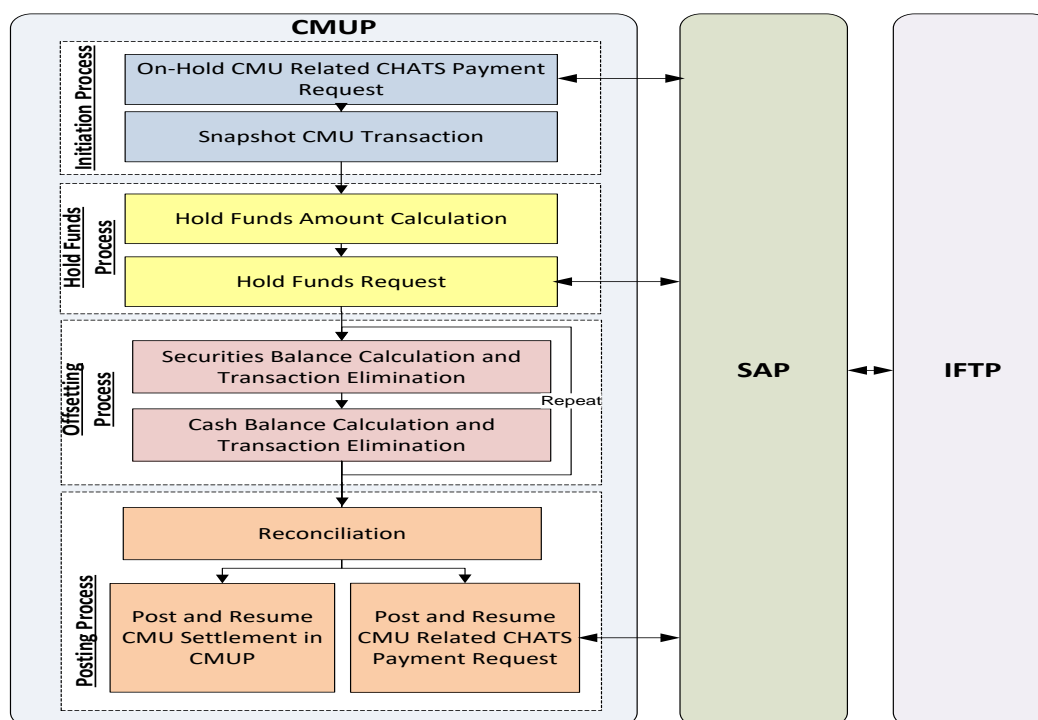 CMUP
Initiation Process
On-Hold CMU Related CHATS Payment
Request
Snapshot CMU Transaction
Hold Funds
Process
Hold Funds Amount Calculation
Hold Funds Request
Offsetting
Process
Securities Balance Calculation and
Transaction Elimination
Repeat
Cash Balance Calculation and
Transaction Elimination
Posting Process
Reconciliation
Post and Resume
CMU Settlement in
CMUP
Post and Resume
CMU Related CHATS
Payment Request
SAP
IFTP